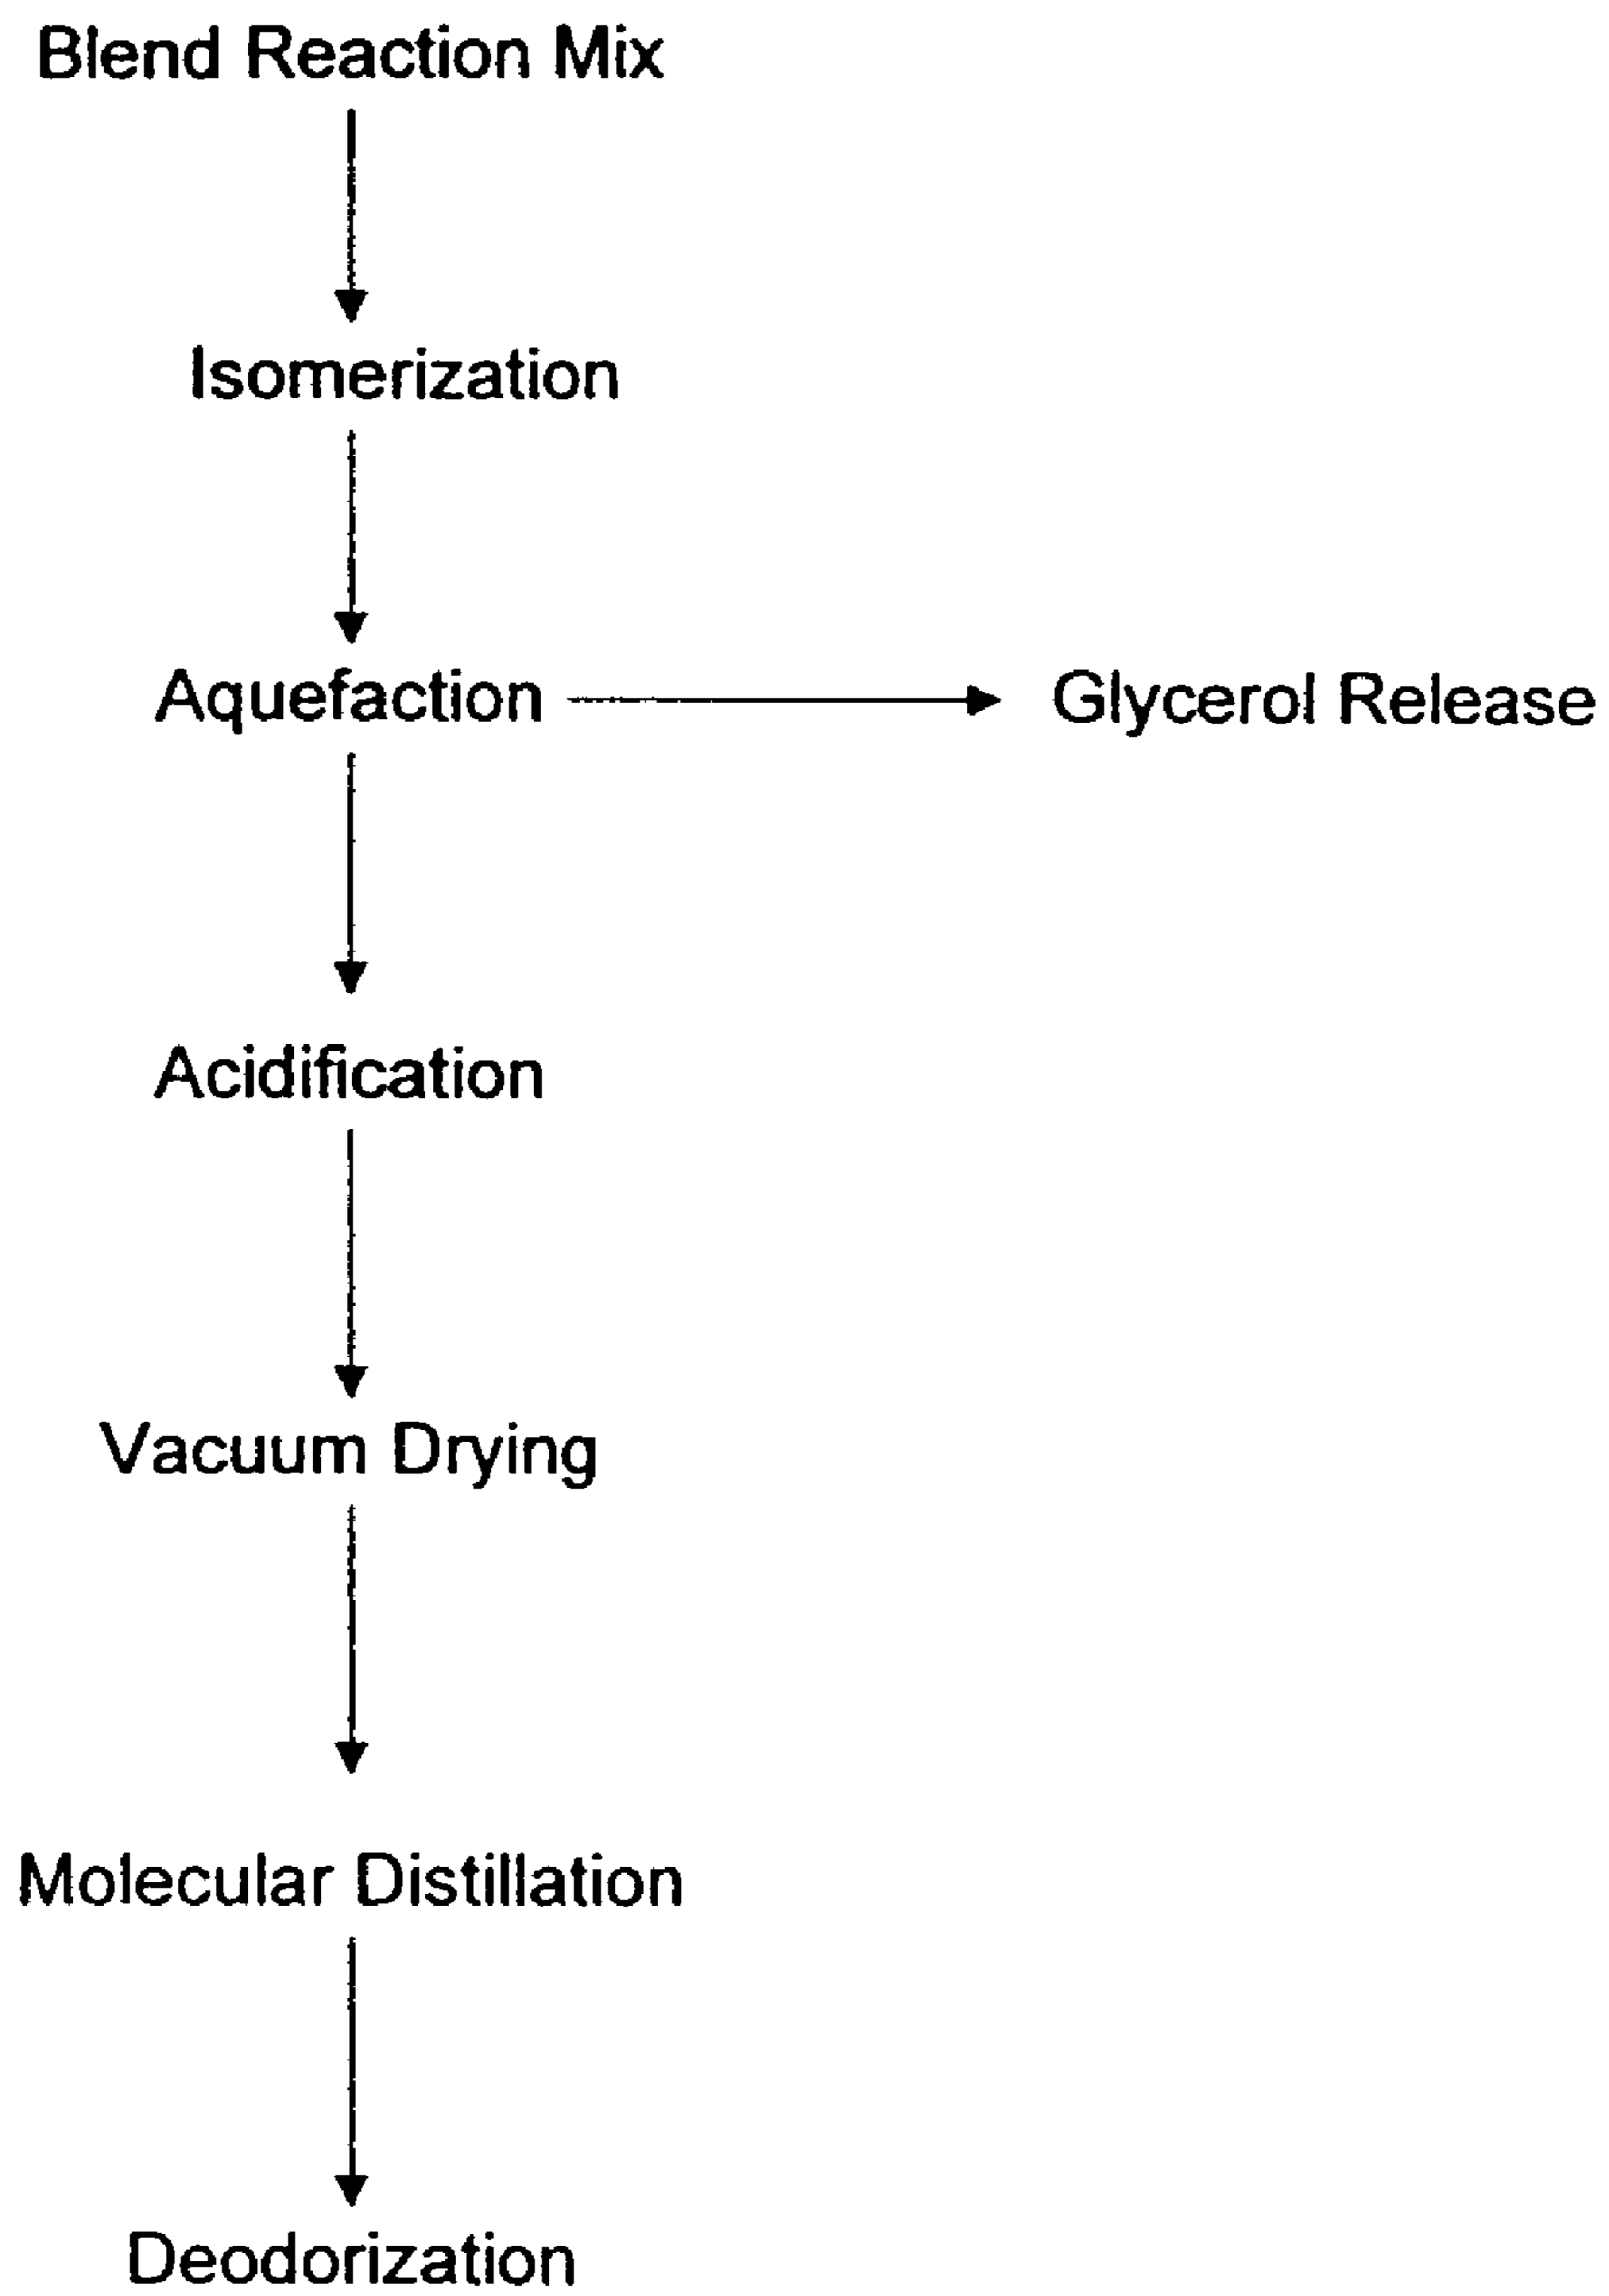 Blend Reaction Mix
Isomerization
Aquefaction
Glycerol Release
Acidification
Vacuum Drying
Molecular Distillation
Deodorization